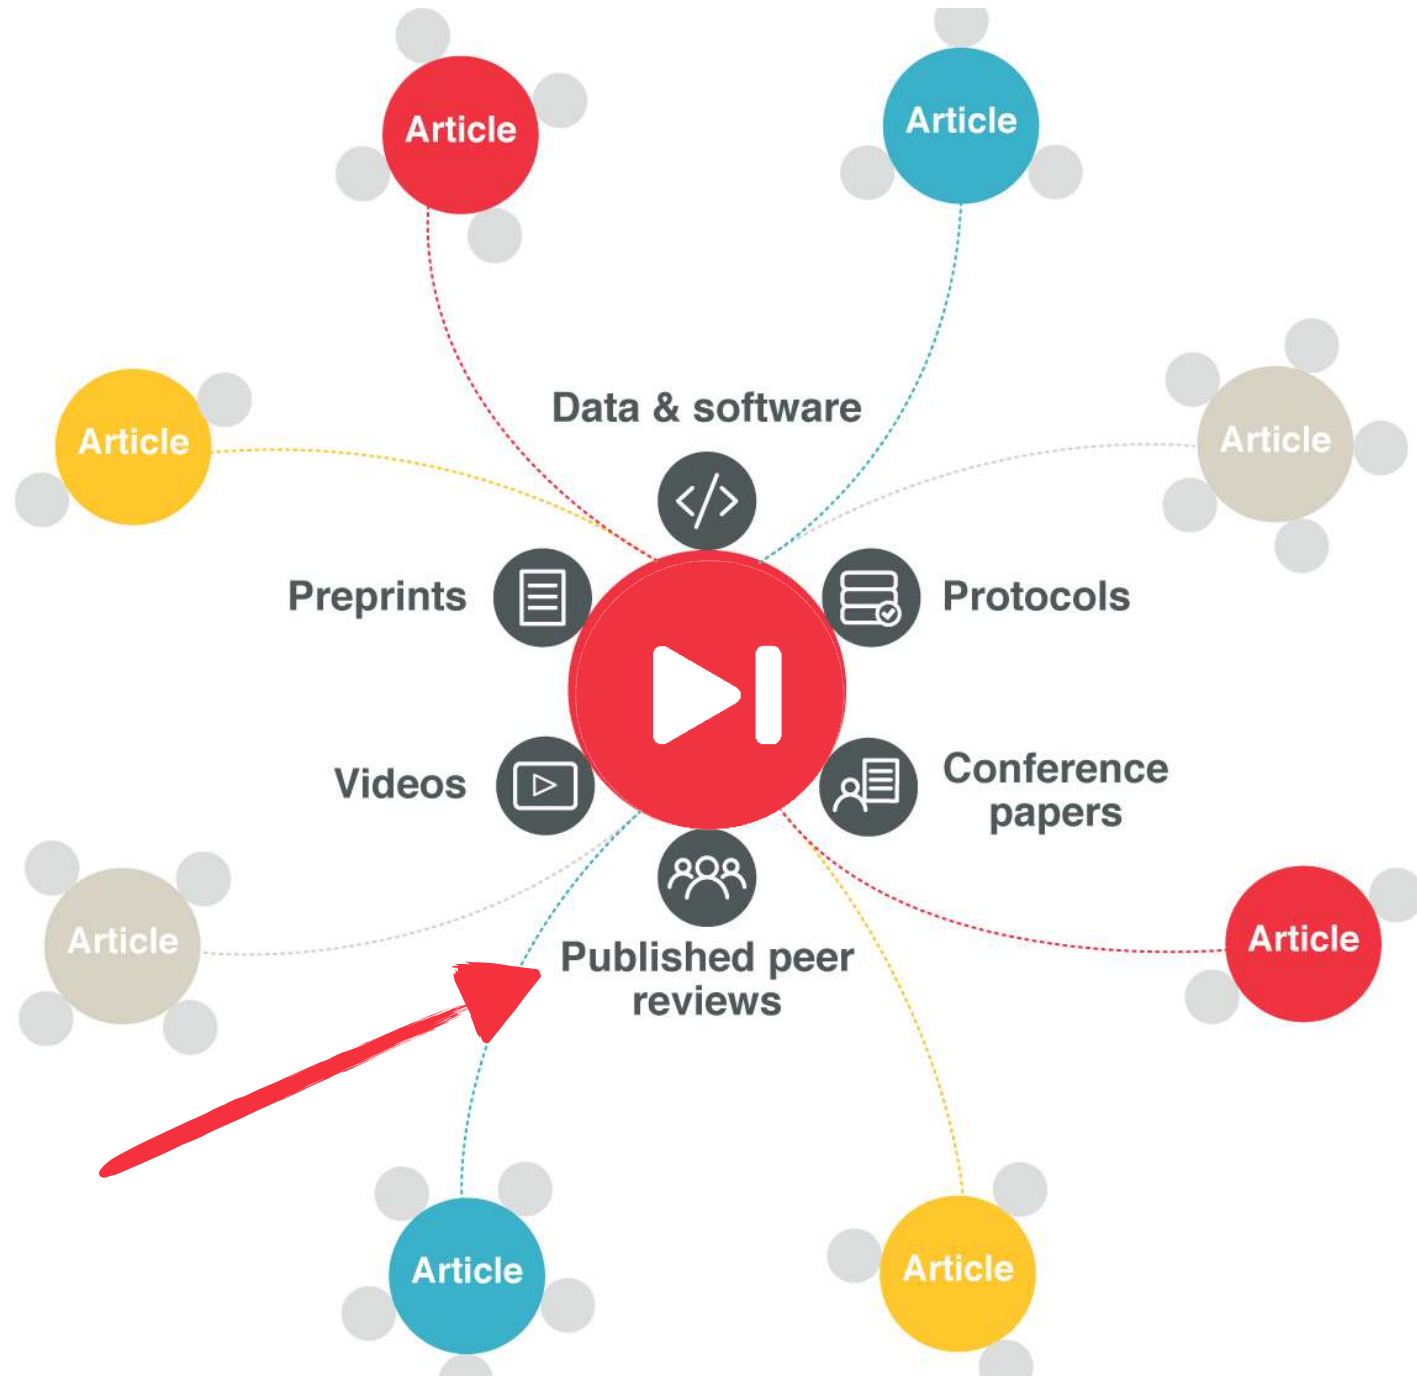 Article
Article
Article
Article
Data & software
Preprints
Protocols
Videos
Conference
papers
Article
Article
Published peer
reviews
Article
Article